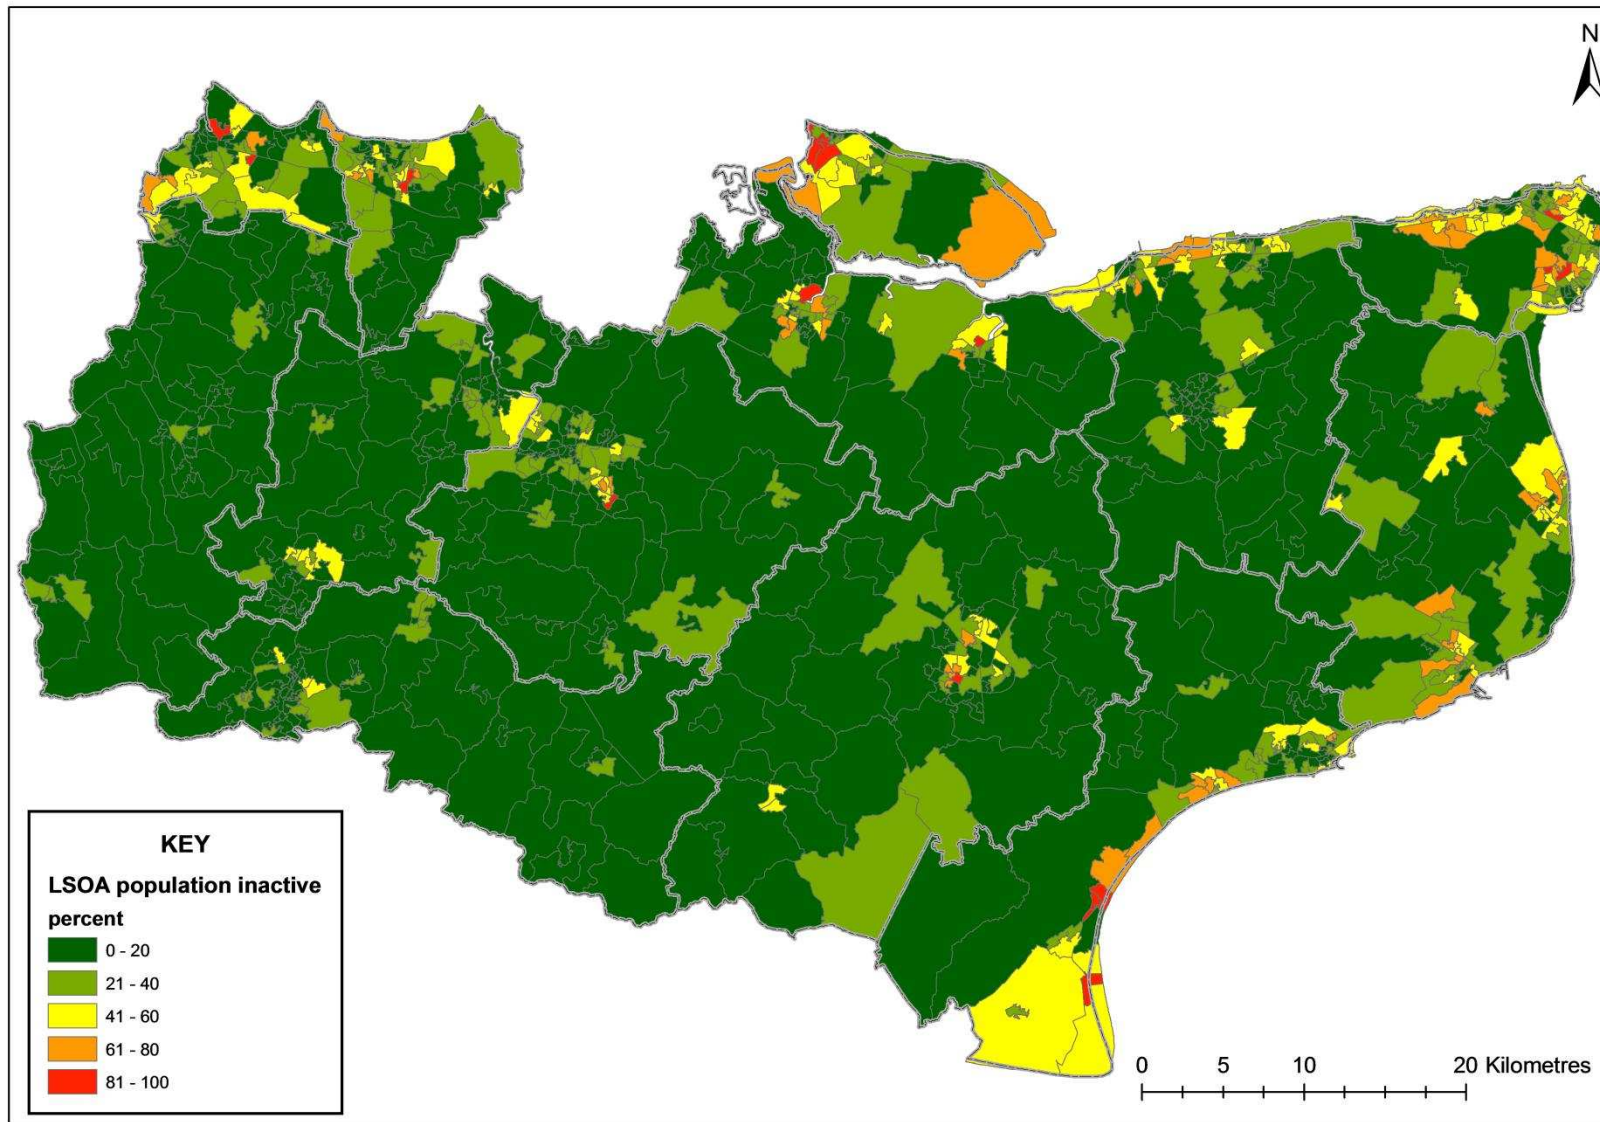 N
KEY
LSOA population inactive
percent
0 - 20
21 - 40
41 - 60
61 - 80
81 - 100
0 5 10 20 Kilometres